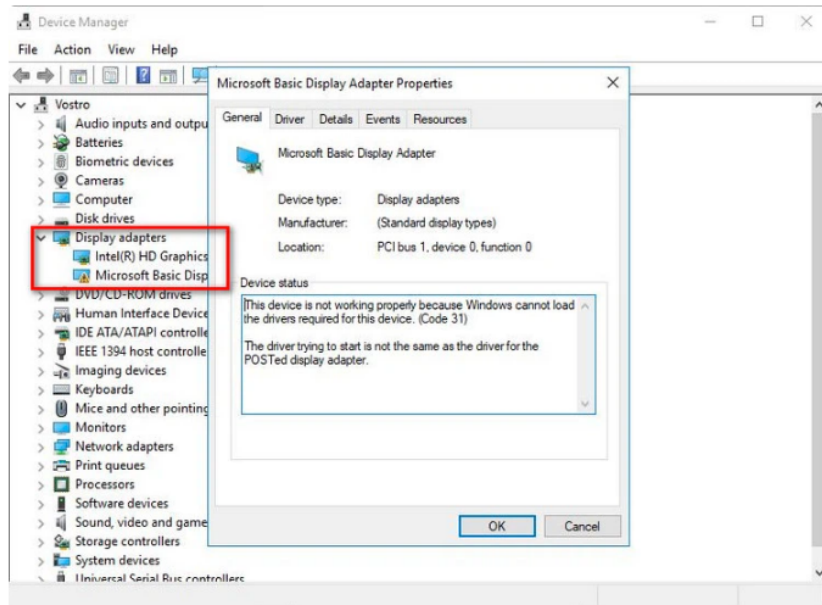 Device Manager
File Action View Help
Vostro
Audio inputs and outpu
Batteries
Biometric devices
Cameras
Computer
Disk drives
Display adapters
Intel(R) HD Graphics
Microsoft Basic Disp
DVD/CD-ROM drives
Human Interface Device
IDE ATA/ATAPI controlle
IEEE 1394 host controlle
Imaging devices
Keyboards
Mice and other pointing
Monitors
Network adapters
Print queues
Processors
Software devices
Sound, video and game
Storage controllers
System devices
Universal Serial Bus controllers
Microsoft Basic Display Adapter Properties
General Driver Details Events Resources
Microsoft Basic Display Adapter
Device type: Display adapters
Manufacturer: (Standard display types)
Location: PCI bus 1, device 0, function 0
Device status
This device is not working properly because Windows cannot load
the drivers required for this device. (Code 31)
The driver trying to start is not the same as the driver for the
POSTed display adapter.
OK Cancel